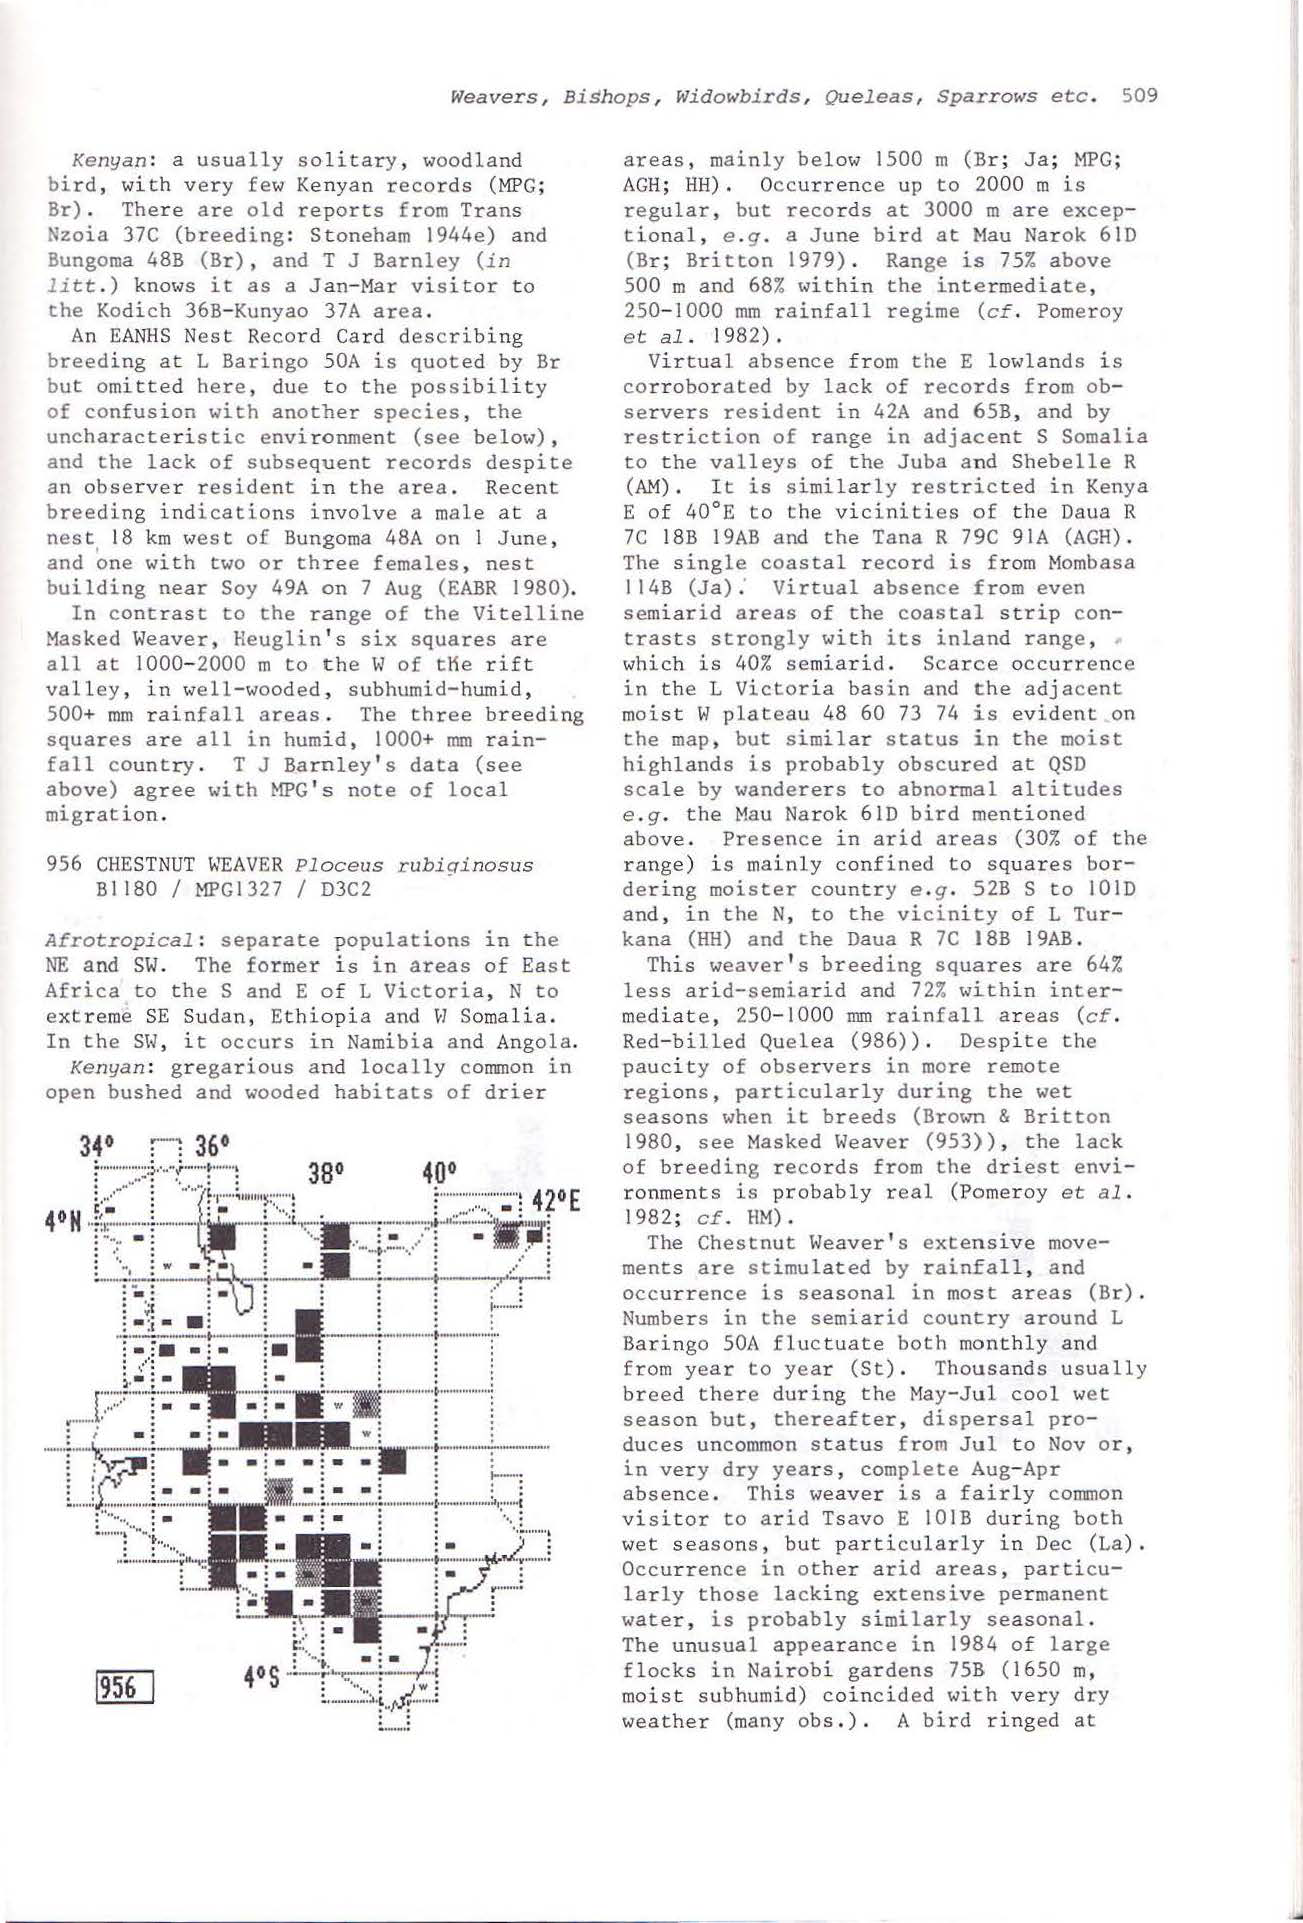 Weavers, Bishops, Widowbirds, Queleas, Sparrows etc. 509
Kenyan: a usually solitary, woodland
bird, with very few Kenyan records (MPG;
Br). There are old reports from Trans
Nzoia 37C (breeding: Stoneham 1944e) and
Bungoma 48B (Br), and T J Barnley (in
litt.) knows it as a Jan-Mar visitor to
the Kodich 36B-Kunyao 37A area.
An EANHS Nest Record Card describing
breeding at L Baringo 50A is quoted by Br
but omitted here, due to the possibility
of confusion with another species, the
uncharacteristic environment (see below),
and the lack of subsequent records despite
an observer resident in the area. Recent
breeding indications involve a male at a
nest 18 km west of Bungoma 48A on 1 June,
and one with two or three females, nest
building near Soy 49A on 7 Aug (EABR 1980).
In contrast to the range of the Vitelline
Masked Weaver, Heuglin's six squares are
all at 1000-2000 m to the W of the rift
valley, in well-wooded, subhumid-humid,
500+ mm rainfall areas. The three breeding
squares are all in humid, 1000+ mm rain-
fall country. T J Barnley's data (see
above) agree with MPG's note of local
migration.
956 CHESTNUT WEAVER Ploceus rubiginosus
B1180 / MPG1327 / D3C2
Afrotropical: separate populations in the
NE and SW. The former is in areas of East
Africa to the S and E of L Victoria, N to
extreme SE Sudan, Ethiopia and W Somalia.
In the SW, it occurs in Namibia and Angola.
Kenyan: gregarious and locally common in
open bushed and wooded habitats of drier
34° 36°
38° 40°
42°E
4°N
w
w
w
4°S
w
956
areas, mainly below 1500 m (Br; Ja; MPG;
AGH; HH). Occurrence up to 2000 m is
regular, but records at 3000 m are excep-
tional, e.g. a June bird at Mau Narok 61D
(Br; Britton 1979). Range is 75% above
500 m and 68% within the intermediate,
250-1000 mm rainfall regime (cf. Pomeroy
et al. 1982).
Virtual absence from the E lowlands is
corroborated by lack of records from ob-
servers resident in 42A and 65B, and by
restriction of range in adjacent S Somalia
to the valleys of the Juba and Shebelle R
(AM). It is similarly restricted in Kenya
E of 40°E to the vicinities of the Daua R
7C 18B 19AB and the Tana R 79C 91A (AGH).
The single coastal record is from Mombasa
114B (Ja). Virtual absence from even
semiarid areas of the coastal strip con-
trasts strongly with its inland range,
which is 40% semiarid. Scarce occurrence
in the L Victoria basin and the adjacent
moist W plateau 48 60 73 74 is evident on
the map, but similar status in the moist
highlands is probably obscured at QSD
scale by wanderers to abnormal altitudes
e.g. the Mau Narok 61D bird mentioned
above. Presence in arid areas (30% of the
range) is mainly confined to squares bor-
dering moister country e.g. 52B S to 101D
and, in the N, to the vicinity of L Tur-
kana (HH) and the Daua R 7C 18B 19AB.
This weaver's breeding squares are 64%
less arid-semiarid and 72% within inter-
mediate, 250-1000 mm rainfall areas (cf.
Red-billed Quelea (986)). Despite the
paucity of observers in more remote
regions, particularly during the wet
seasons when it breeds (Brown & Britton
1980, see Masked Weaver (953)), the lack
of breeding records from the driest envi-
ronments is probably real (Pomeroy et al.
1982; cf. HM).
The Chestnut Weaver's extensive move-
ments are stimulated by rainfall, and
occurrence is seasonal in most areas (Br).
Numbers in the semiarid country around L
Baringo 50A fluctuate both monthly and
from year to year (St). Thousands usually
breed there during the May-Jul cool wet
season but, thereafter, dispersal pro-
duces uncommon status from Jul to Nov or,
in very dry years, complete Aug-Apr
absence. This weaver is a fairly common
visitor to arid Tsavo E 101B during both
wet seasons, but particularly in Dec (La).
Occurrence in other arid areas, particu-
larly those lacking extensive permanent
water, is probably similarly seasonal.
The unusual appearance in 1984 of large
flocks in Nairobi gardens 75B (1650 m,
moist subhumid) coincided with very dry
weather (many obs.). A bird ringed at